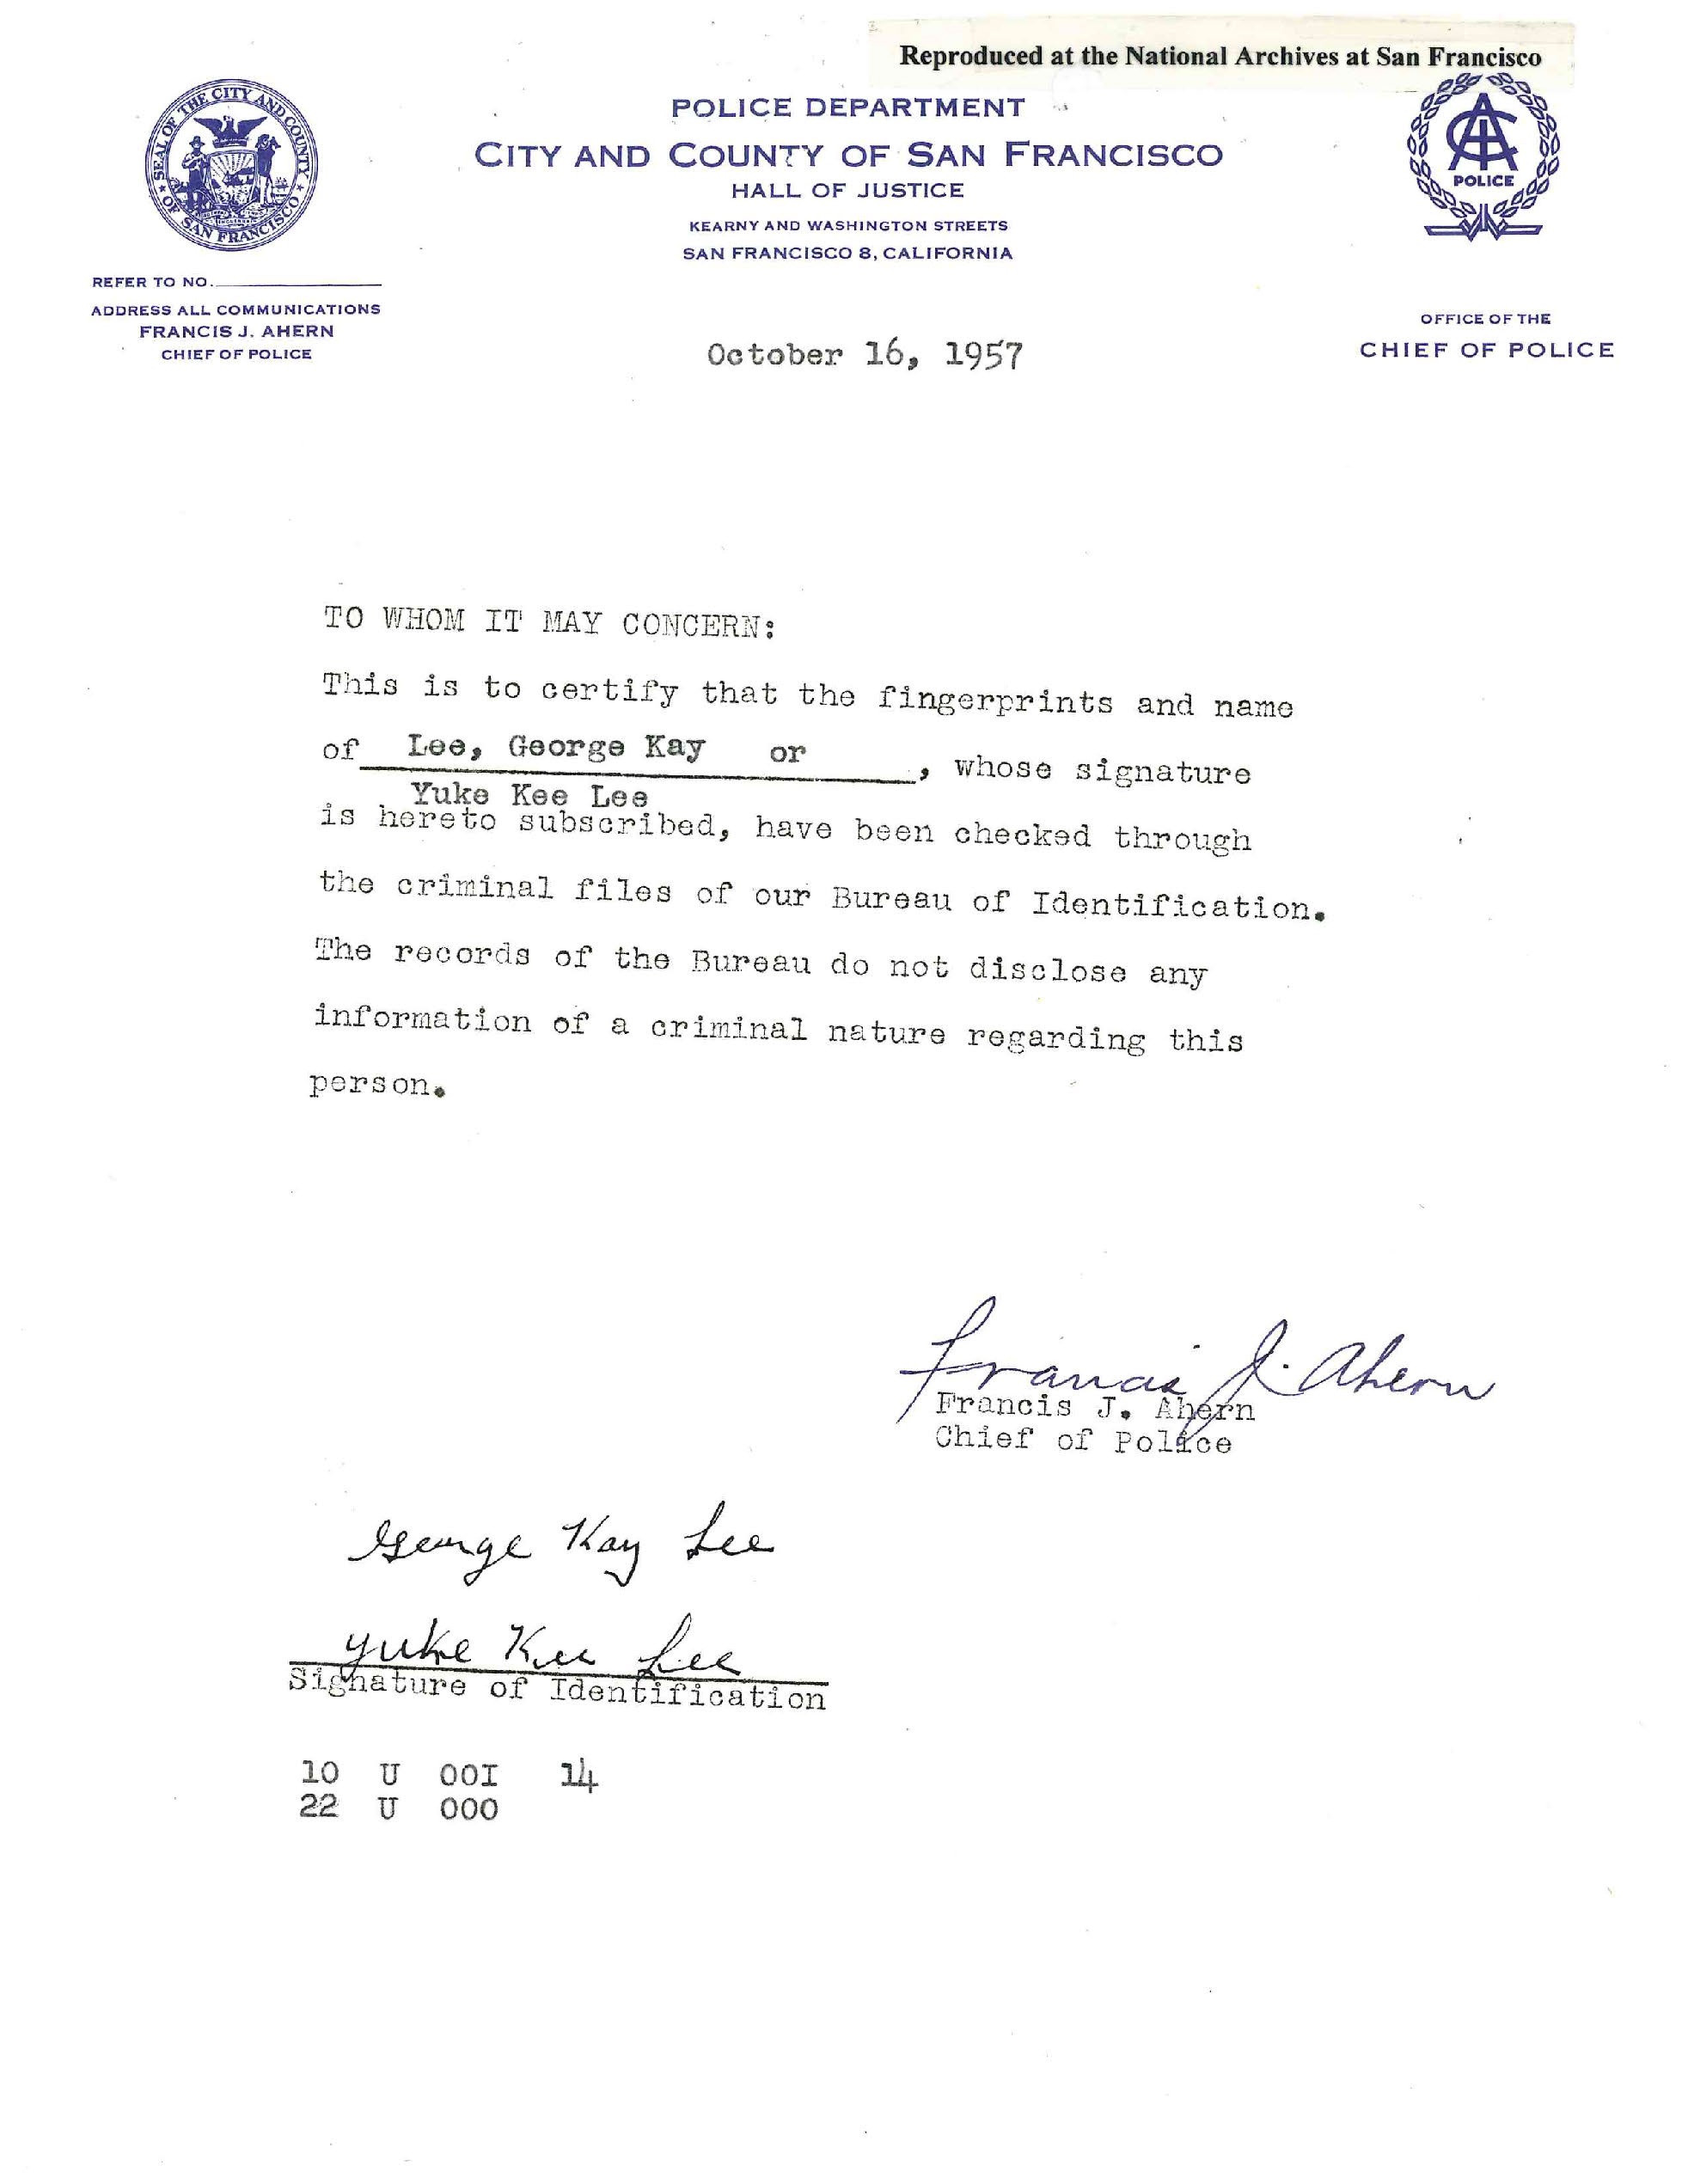 Reproduced at the National Archives at San Francisco
SEAL OF THE CITY AND COUNTY OF SAN FRANCISCO
POLICE DEPARTMENT
CITY AND COUNTY OF SAN FRANCISCO
HALL OF JUSTICE
KEARNY AND WASHINGTON STREETS
SAN FRANCISCO 8, CALIFORNIA
POLICE
REFER TO NO.
ADDRESS ALL COMMUNICATIONS
FRANCIS J. AHERN
CHIEF OF POLICE
OFFICE OF THE
CHIEF OF POLICE
October 16, 1957
TO WHOM IT MAY CONCERN:
This is to certify that the fingerprints and name
of Lee, George Kay or , whose signature
Yuke Kee Lee
is hereto subscribed, have been checked through
the criminal files of our Bureau of Identification.
The records of the Bureau do not disclose any
information of a criminal nature regarding this
person.
Francis J. Ahern
Francis J. Ahern
Chief of Police
George Kay Lee
Yuke Kee Lee
Signature of Identification
10 U OOI 14
22 U OOO